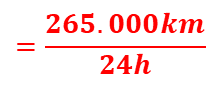 = 265.000km / 24h